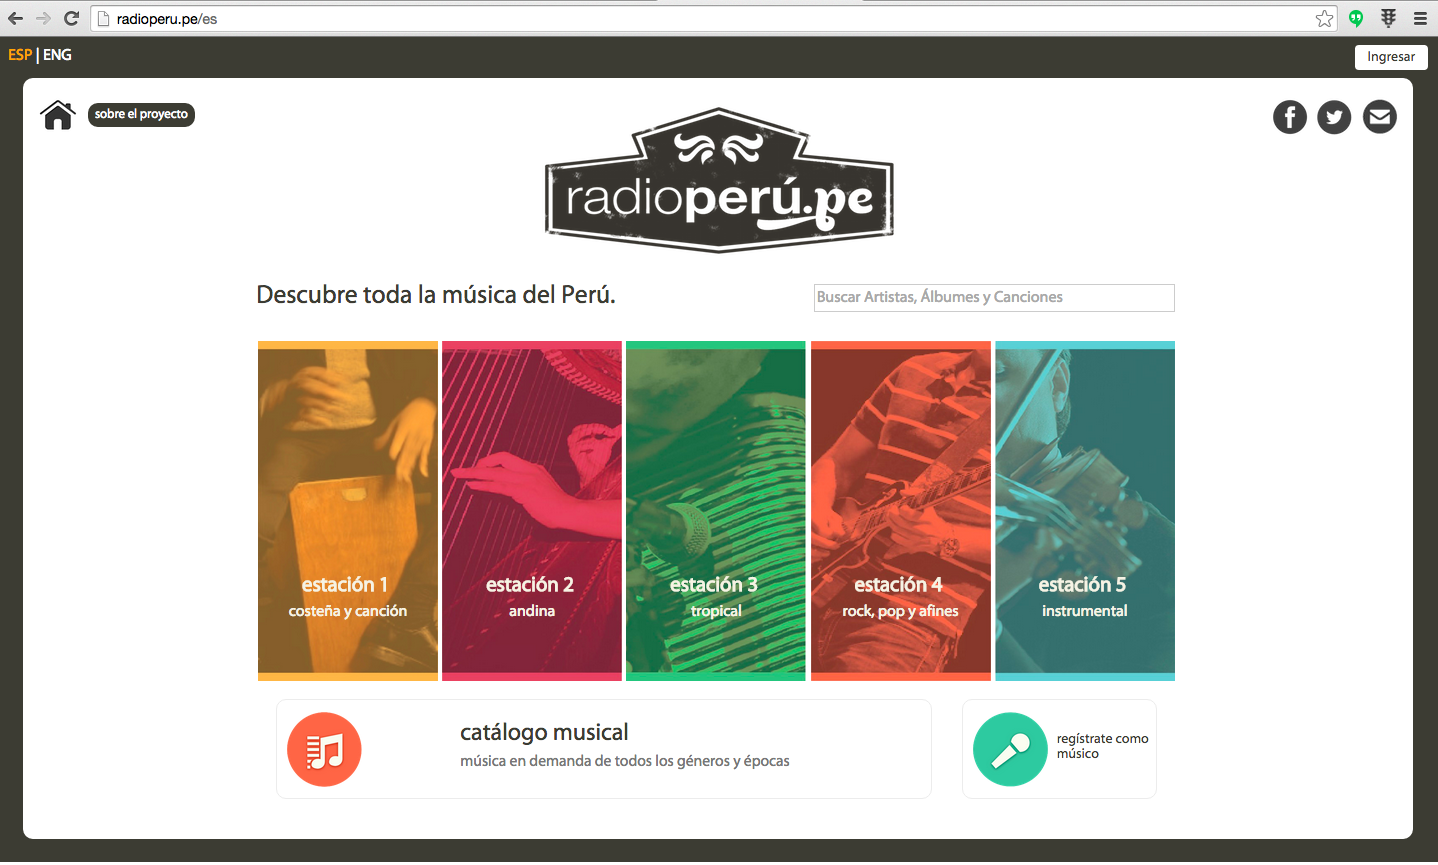 radioperu.pe/es
ESP | ENG
Ingresar
sobre el proyecto
radioperú.pe
Descubre toda la música del Perú.
Buscar Artistas, Álbumes y Canciones
estación 1
costeña y canción
estación 2
andina
estación 3
tropical
estación 4
rock, pop y afines
estación 5
instrumental
catálogo musical
música en demanda de todos los géneros y épocas
regístrate como
músico